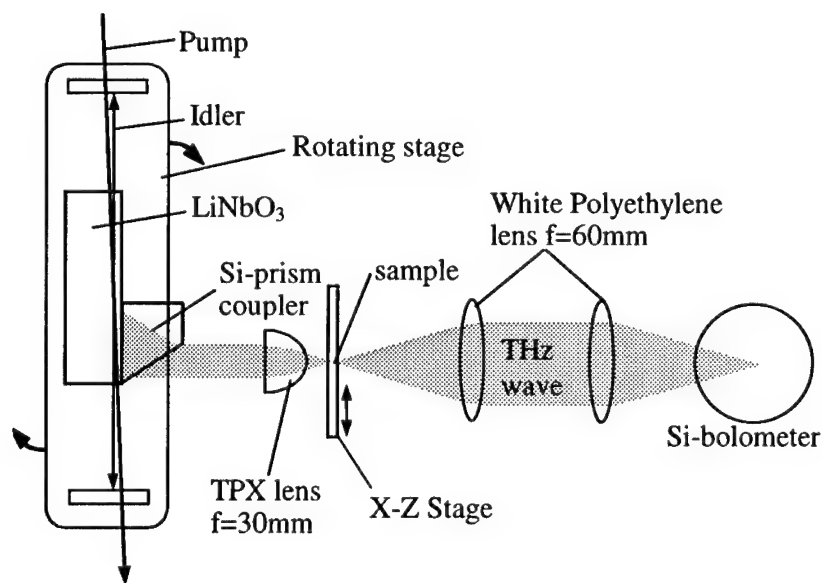 Pump
Idler
Rotating stage
LiNbO₃
White Polyethylene
lens f=60mm
Si-prism
coupler
sample
THz
wave
Si-bolometer
TPX lens
f=30mm
X-Z Stage